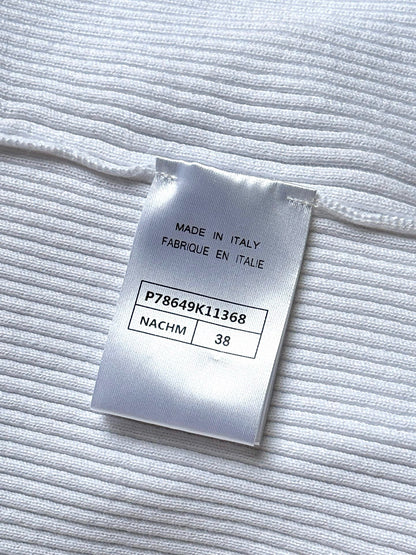 MADE IN ITALY
FABRIQUE EN ITALIE
P78649K11368
NACHM 38